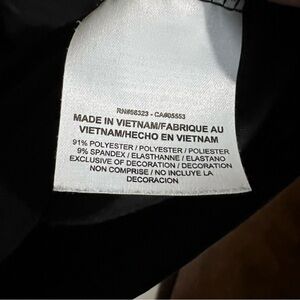 RN#56323 - CA#05553
MADE IN VIETNAM/FABRIQUE AU
VIETNAM/HECHO EN VIETNAM
91% POLYESTER / POLYESTER / POLIESTER
9% SPANDEX / ELASTHANNE / ELASTANO
EXCLUSIVE OF DECORATION / DECORATION
NON COMPRISE / NO INCLUYE LA
DECORACION